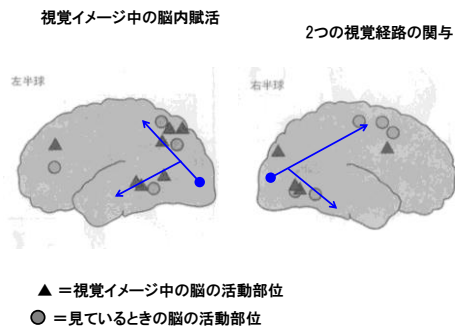 視覚イメージ中の脳内賦活
2つの視覚経路の関与
左半球
右半球
▲ =視覚イメージ中の脳の活動部位
● =見ているときの脳の活動部位